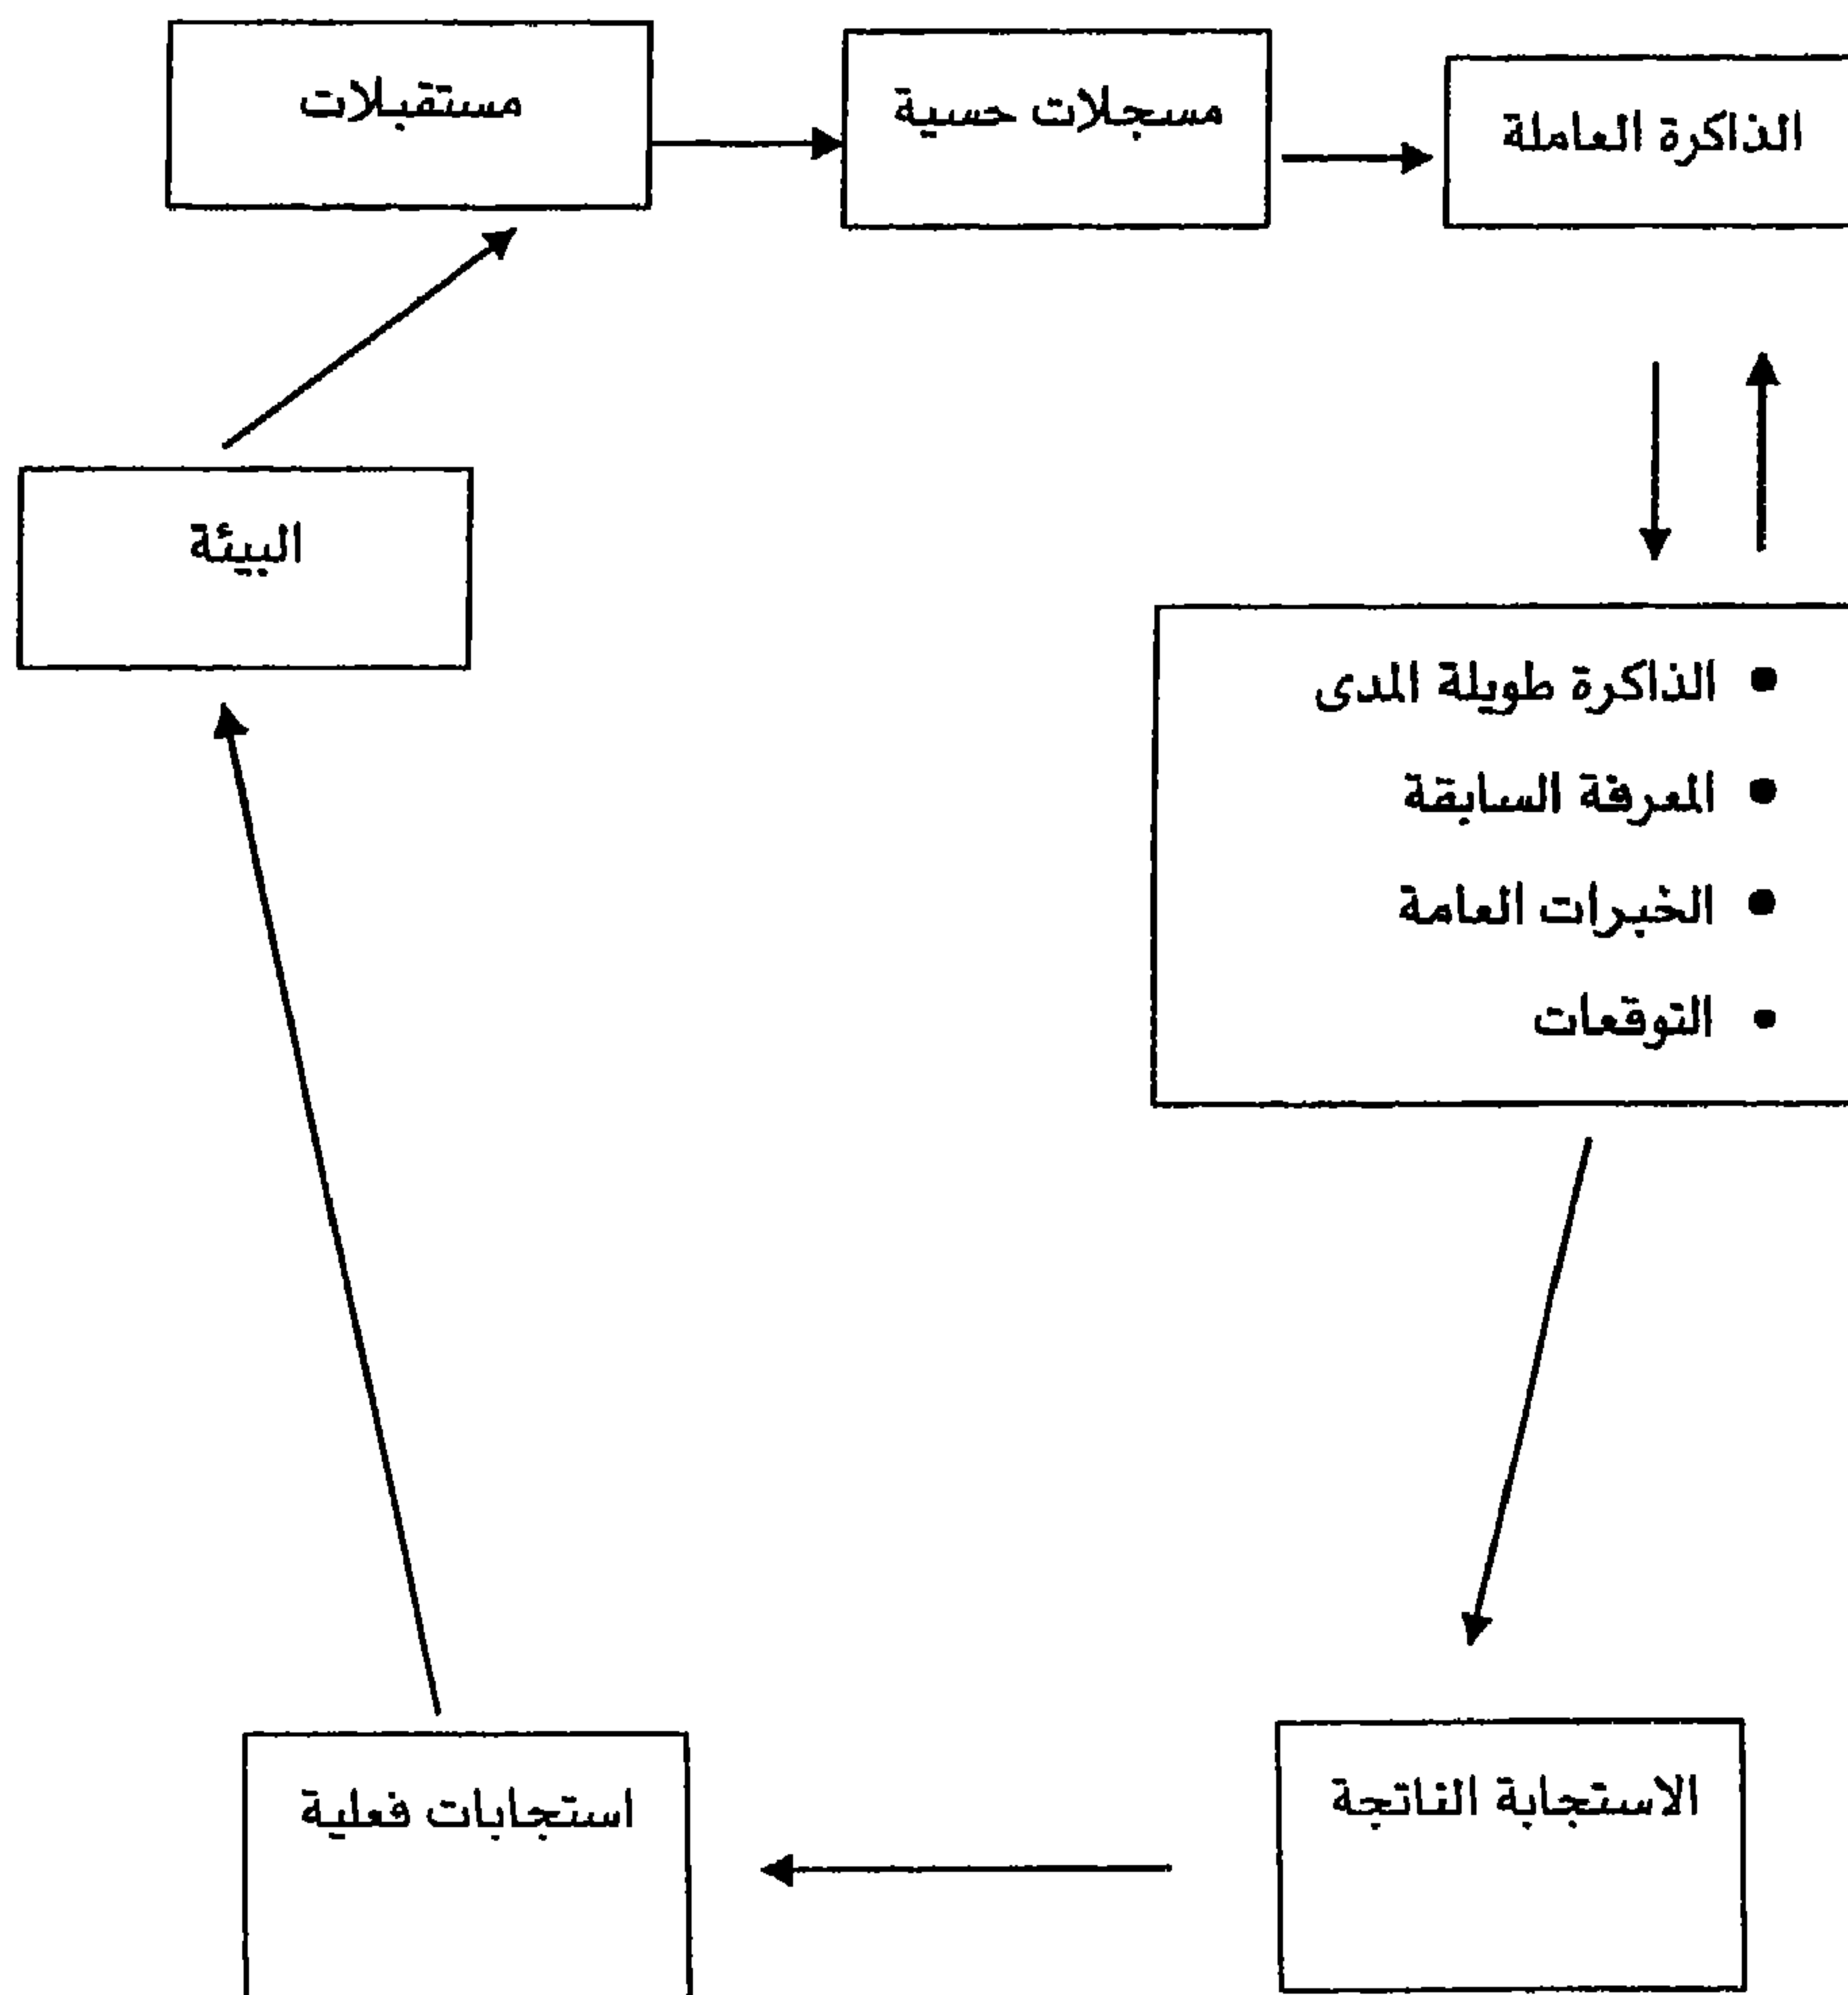 مستقبلات
مسجلات حسية
الذاكرة العاملة
البيئة
• الذاكرة طويلة المدى
• المعرفة السابقة
• الخبرات العامة
• التوقعات
استجابات فعلية
الاستجابة الناتجة